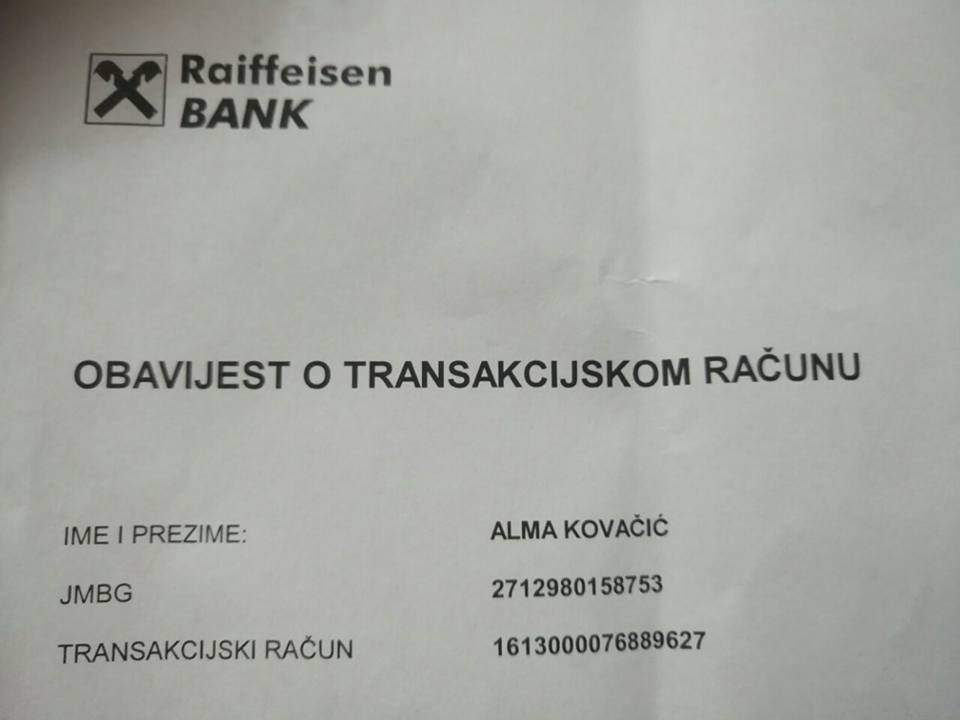 Raiffeisen
BANK
OBAVIJEST O TRANSAKCIJSKOM RAČUNU
IME I PREZIME: ALMA KOVAČIĆ
JMBG 2712980158753
TRANSAKCIJSKI RAČUN 1613000076889627